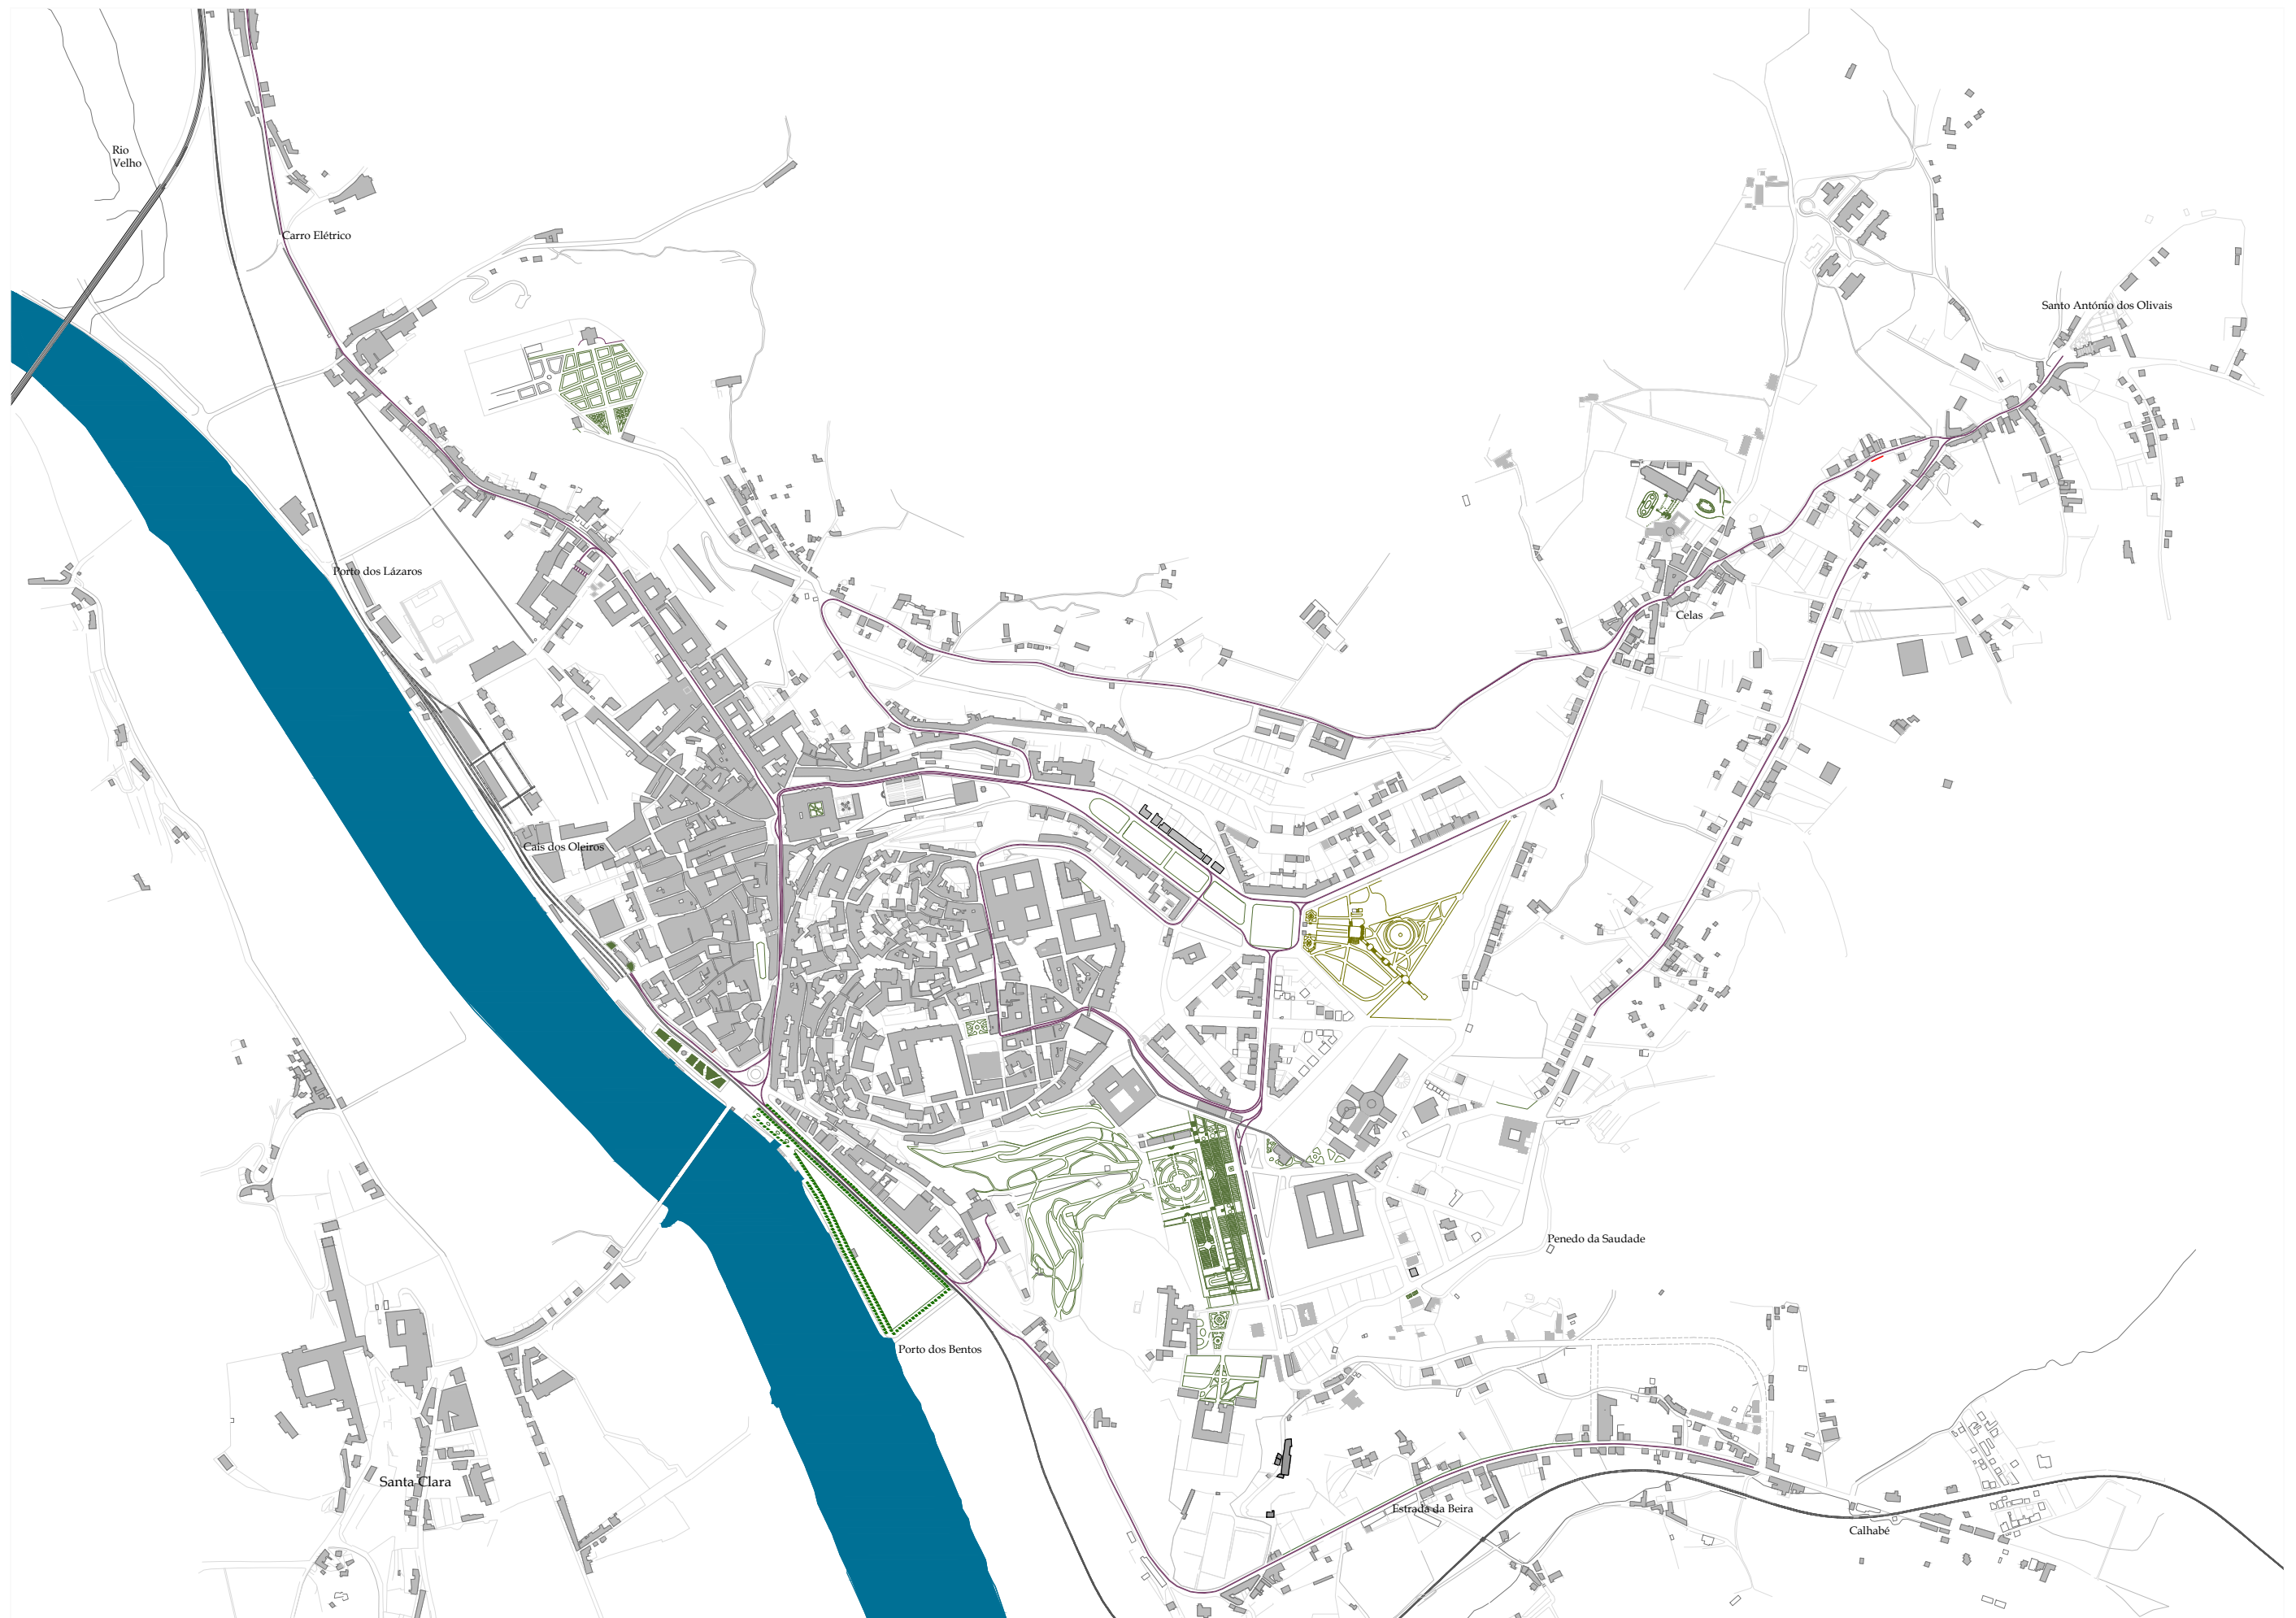 Rio
Velho
Carro Elétrico
Santo António dos Olivais
Porto dos Lázaros
Celas
Cais dos Oleiros
Penedo da Saudade
Porto dos Bentos
Santa Clara
Estrada da Beira
Calhabé